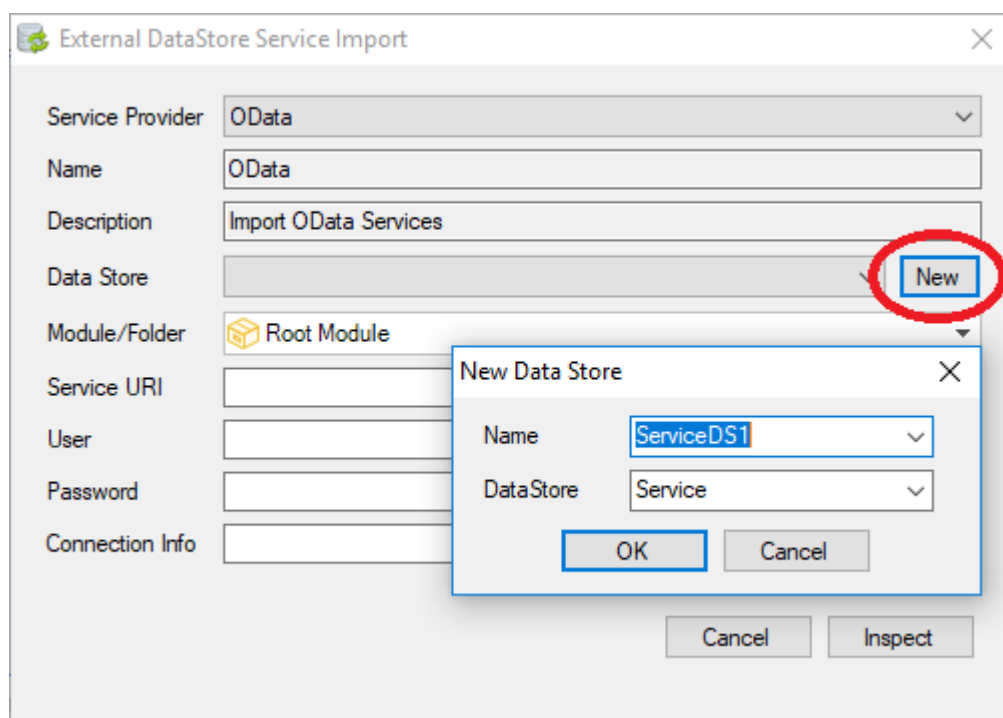 External DataStore Service Import
Service Provider OData
Name OData
Description Import OData Services
Data Store New
Module/Folder Root Module
Service URI
User
Password
Connection Info
New Data Store
Name ServiceDS1
DataStore Service
OK Cancel
Cancel Inspect